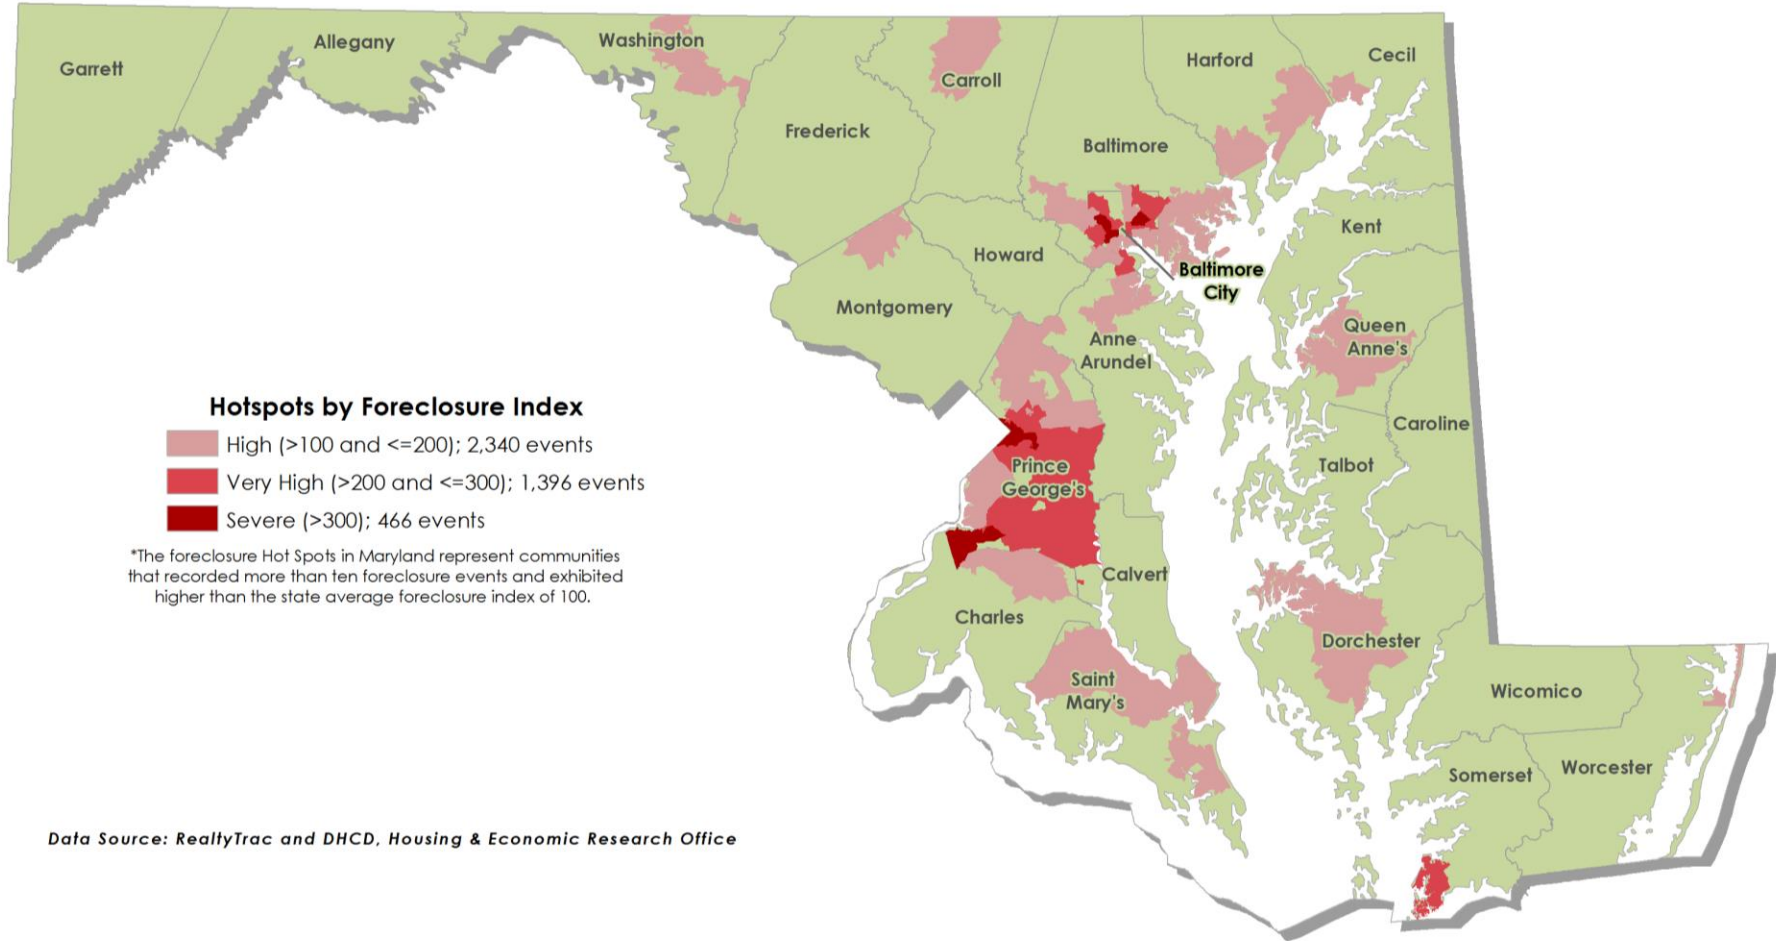 Garrett
Allegany
Washington
Frederick
Carroll
Baltimore
Harford
Cecil
Kent
Howard
Montgomery
Baltimore
City
Anne
Arundel
Queen
Anne's
Caroline
Talbot
Prince
George's
Calvert
Charles
Saint
Mary's
Dorchester
Wicomico
Somerset
Worcester
Hotspots by Foreclosure Index
High (>100 and <=200); 2,340 events
Very High (>200 and <=300); 1,396 events
Severe (>300); 466 events
*The foreclosure Hot Spots in Maryland represent communities
that recorded more than ten foreclosure events and exhibited
higher than the state average foreclosure index of 100.
Data Source: RealtyTrac and DHCD, Housing & Economic Research Office